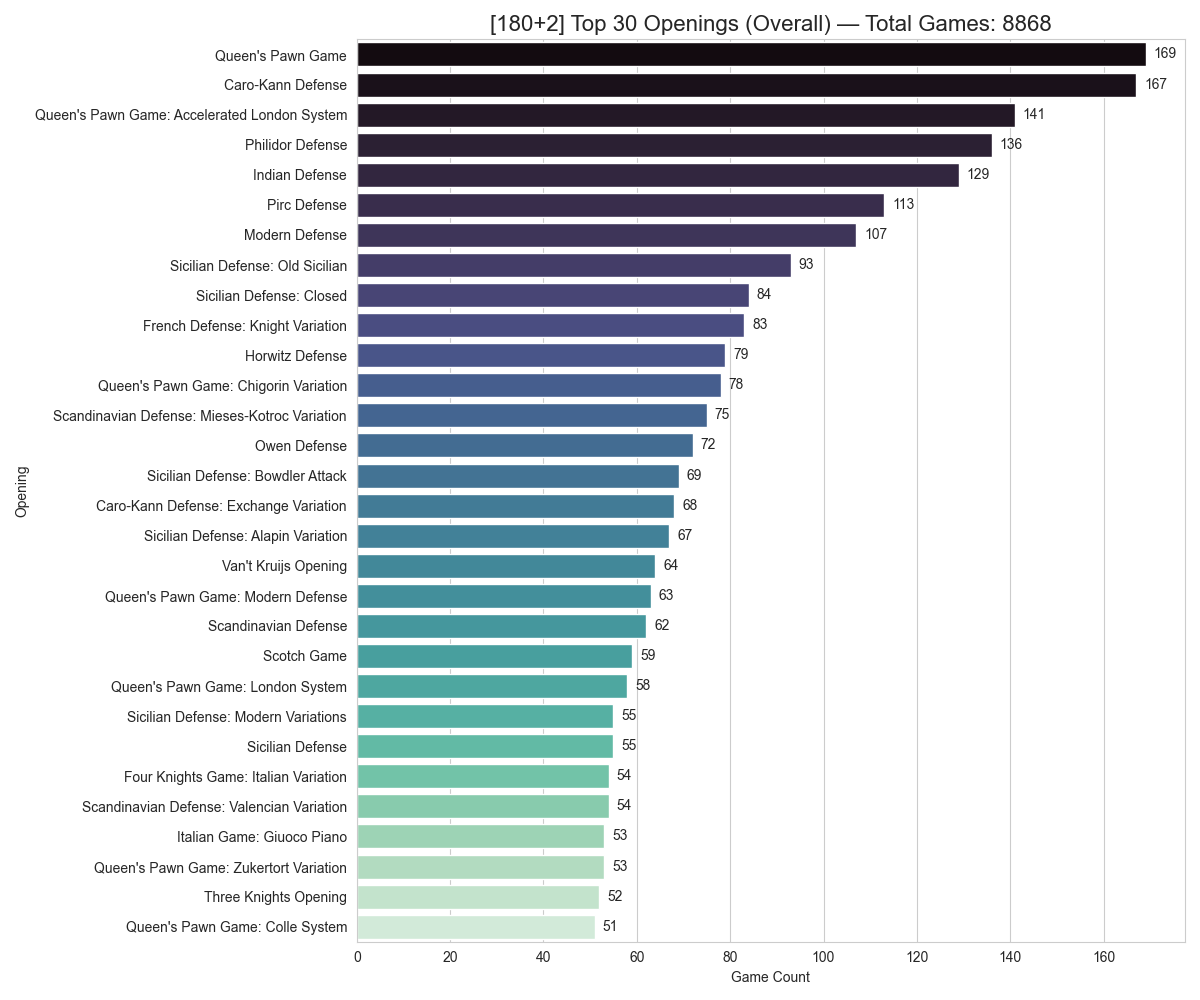 [180+2] Top 30 Openings (Overall) — Total Games: 8868
Queen's Pawn Game 169
Caro-Kann Defense 167
Queen's Pawn Game: Accelerated London System 141
Philidor Defense 136
Indian Defense 129
Pirc Defense 113
Modern Defense 107
Sicilian Defense: Old Sicilian 93
Sicilian Defense: Closed 84
French Defense: Knight Variation 83
Horwitz Defense 79
Queen's Pawn Game: Chigorin Variation 78
Scandinavian Defense: Mieses-Kotroc Variation 75
Owen Defense 72
Sicilian Defense: Bowdler Attack 69
Caro-Kann Defense: Exchange Variation 68
Sicilian Defense: Alapin Variation 67
Van't Kruijs Opening 64
Queen's Pawn Game: Modern Defense 63
Scandinavian Defense 62
Scotch Game 59
Queen's Pawn Game: London System 58
Sicilian Defense: Modern Variations 55
Sicilian Defense 55
Four Knights Game: Italian Variation 54
Scandinavian Defense: Valencian Variation 54
Italian Game: Giuoco Piano 53
Queen's Pawn Game: Zukertort Variation 53
Three Knights Opening 52
Queen's Pawn Game: Colle System 51
Opening
0 20 40 60 80 100 120 140 160
Game Count